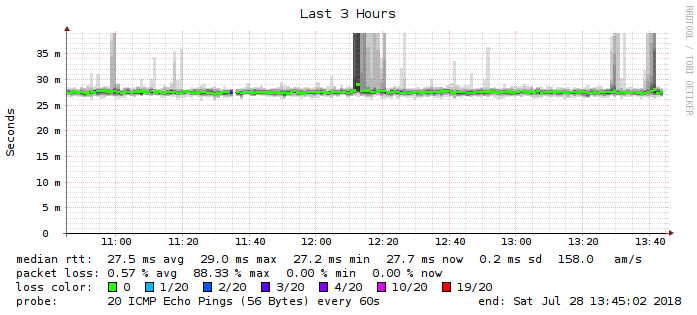 Last 3 Hours
RRDTOOL / TOBI OETIKER
Seconds
35 m
30 m
25 m
20 m
15 m
10 m
5 m
0
11:00 11:20 11:40 12:00 12:20 12:40 13:00 13:20 13:40
median rtt: 27.5 ms avg 29.0 ms max 27.2 ms min 27.7 ms now 0.2 ms sd 158.0 am/s
packet loss: 0.57 % avg 88.33 % max 0.00 % min 0.00 % now
loss color: 0 1/20 2/20 3/20 4/20 10/20 19/20
probe: 20 ICMP Echo Pings (56 Bytes) every 60s end: Sat Jul 28 13:45:02 2018